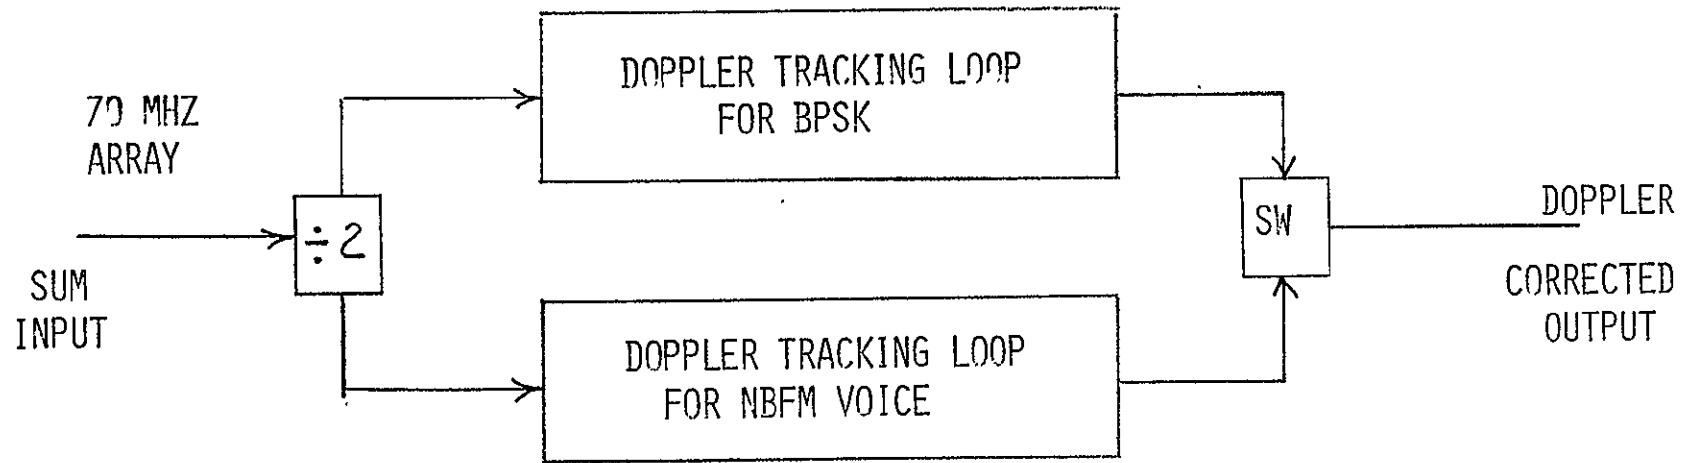 DOPPLER TRACKING LOOP
FOR BPSK
70 MHZ
ARRAY
÷2
SUM
INPUT
SW
DOPPLER
CORRECTED
OUTPUT
DOPPLER TRACKING LOOP
FOR NBFM VOICE